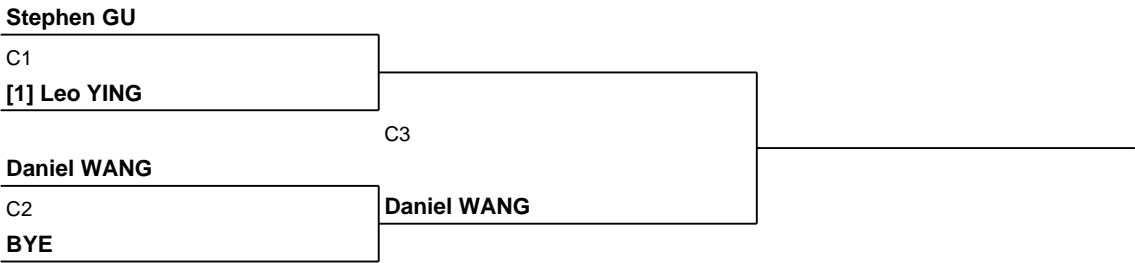 Stephen GU
C1
[1] Leo YING
C3
Daniel WANG
C2
Daniel WANG
BYE